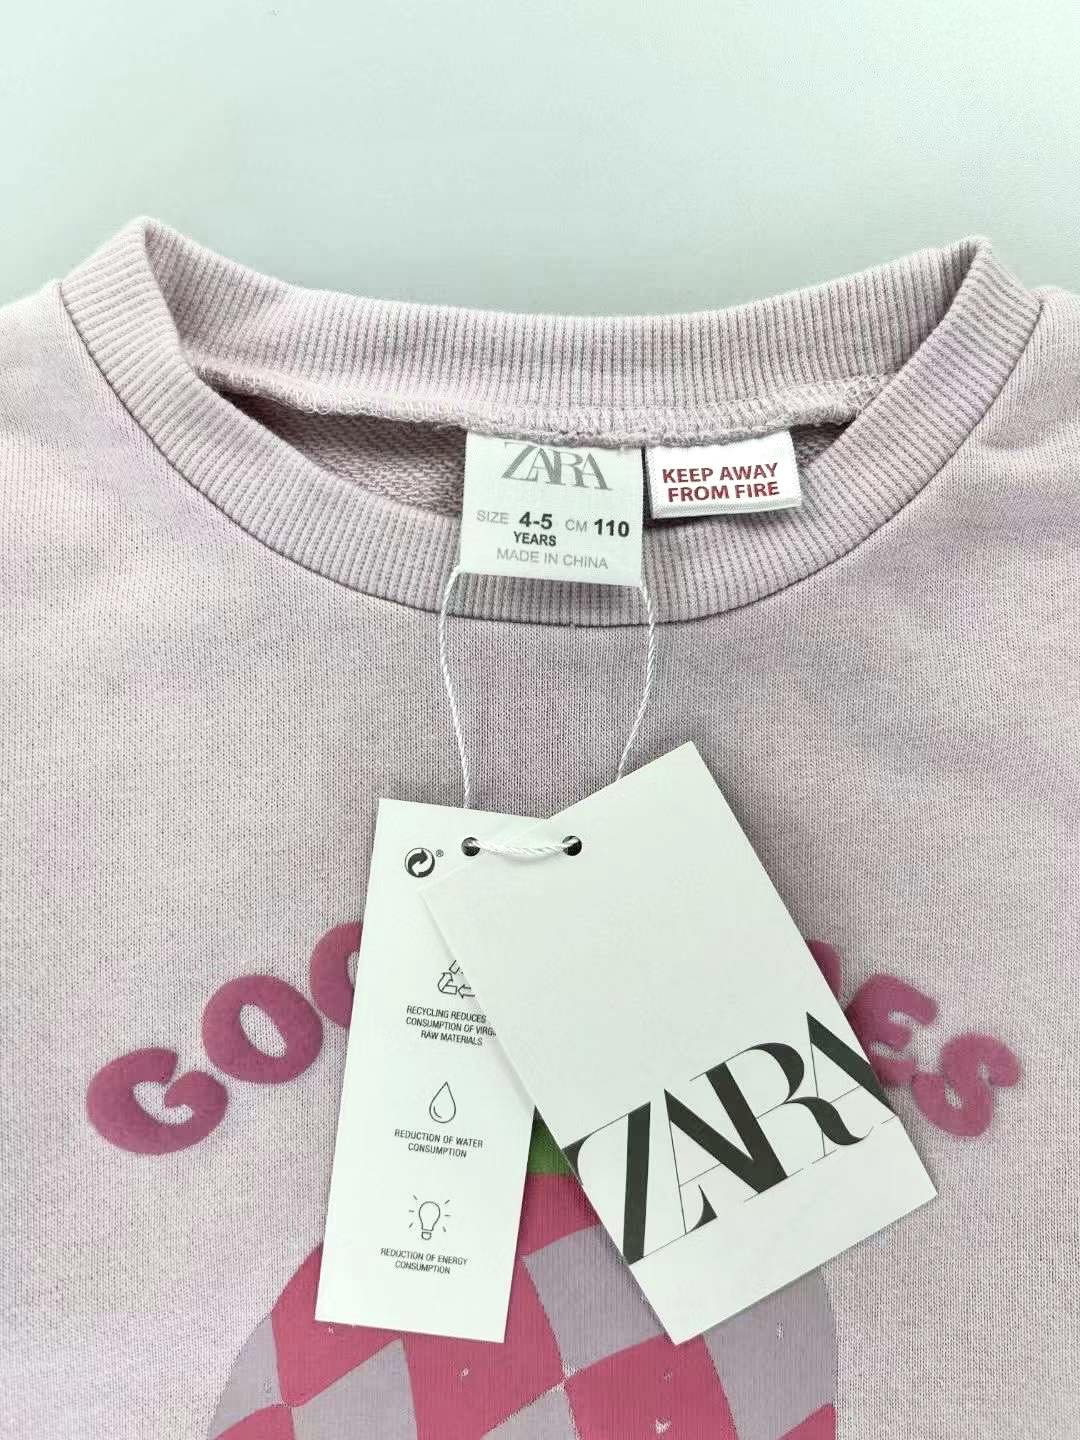 ZARA
SIZE 4-5 CM 110
YEARS
MADE IN CHINA
KEEP AWAY
FROM FIRE
®
RECYCLING REDUCES
CONSUMPTION OF
RAW MATERIALS
REDUCTION OF WATER
CONSUMPTION
REDUCTION OF ENERGY
CONSUMPTION
ZARA